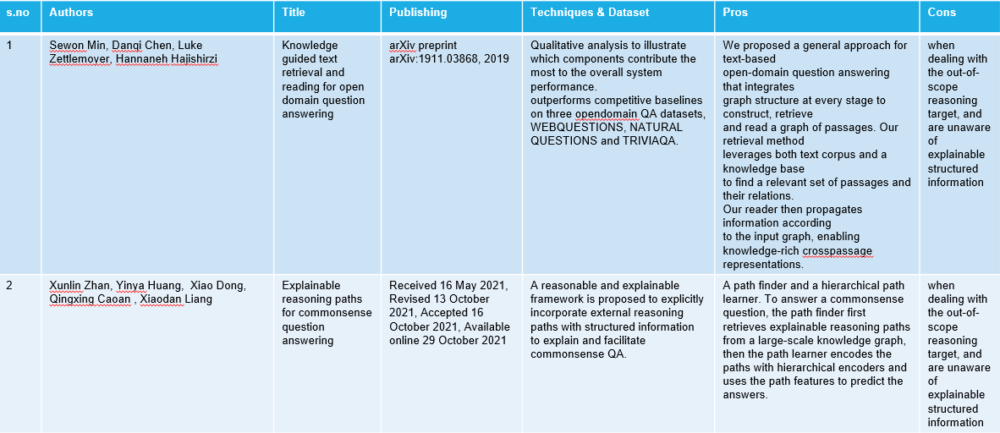 s.no
Authors
Title
Publishing
Techniques & Dataset
Pros
Cons
1
Sewon Min, Danqi Chen, Luke
Zettlemoyer, Hannaneh Hajishirzi
Knowledge
guided text
retrieval and
reading for open
domain question
answering
arXiv preprint
arXiv:1911.03868, 2019
Qualitative analysis to illustrate
which components contribute the
most to the overall system
performance.
outperforms competitive baselines
on three opendomain QA datasets,
WEBQUESTIONS, NATURAL
QUESTIONS and TRIVIAQA.
We proposed a general approach for
text-based
open-domain question answering
that integrates
graph structure at every stage to
construct, retrieve
and read a graph of passages. Our
retrieval method
leverages both text corpus and a
knowledge base
to find a relevant set of passages and
their relations.
Our reader then propagates
information according
to the input graph, enabling
knowledge-rich crosspassage
representations.
when
dealing with
the out-of-
scope
reasoning
target, and
are unaware
of
explainable
structured
information
2
Xunlin Zhan, Yinya Huang, Xiao Dong,
Qingxing Caoan , Xiaodan Liang
Explainable
reasoning paths
for commonsense
question
answering
Received 16 May 2021,
Revised 13 October
2021, Accepted 16
October 2021, Available
online 29 October 2021
A reasonable and explainable
framework is proposed to explicitly
incorporate external reasoning
paths with structured information
to explain and facilitate
commonsense QA.
A path finder and a hierarchical path
learner. To answer a commonsense
question, the path finder first
retrieves explainable reasoning paths
from a large-scale knowledge graph,
then the path learner encodes the
paths with hierarchical encoders and
uses the path features to predict the
answers.
when
dealing with
the out-of-
scope
reasoning
target, and
are unaware
of
explainable
structured
information